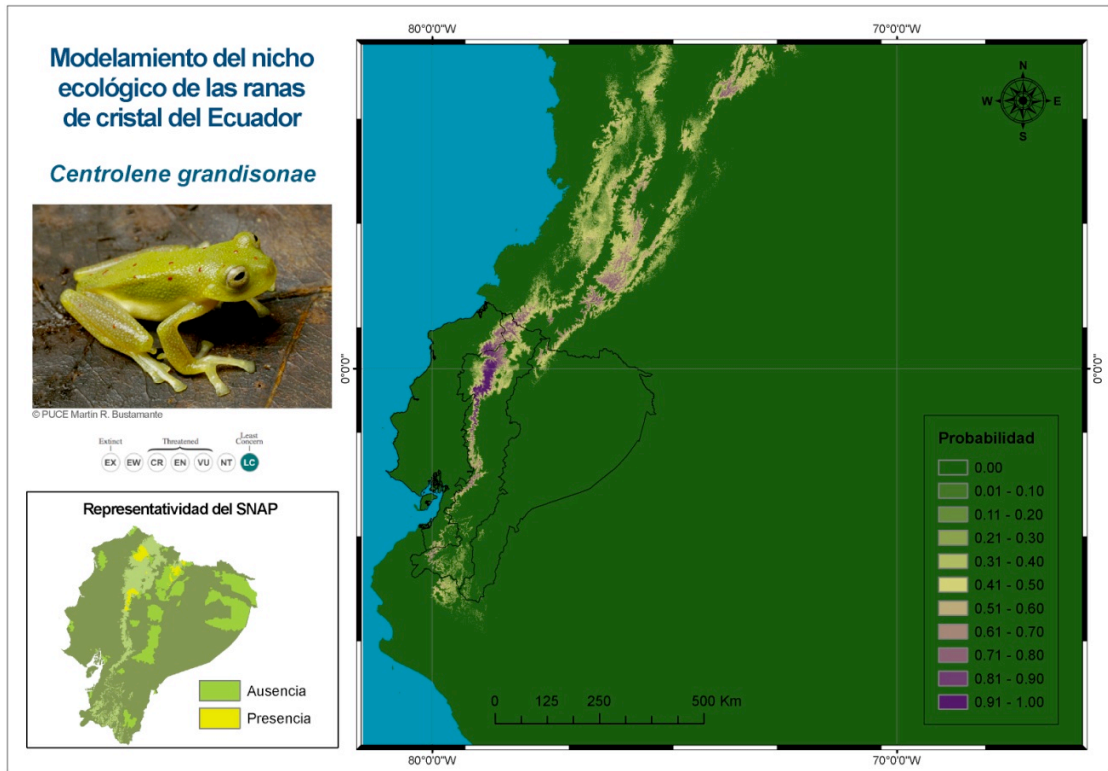 Modelamiento del nicho
ecológico de las ranas
de cristal del Ecuador
Centrolene grandisonae
© PUCE Martín R. Bustamante
Extinct Threatened Least
Concern
EX EW CR EN VU NT LC
Representatividad del SNAP
Ausencia
Presencia
80°0'0"W 70°0'0"W
N
W E
S
0°0'0" 0°0'0"
Probabilidad
0.00
0.01 - 0.10
0.11 - 0.20
0.21 - 0.30
0.31 - 0.40
0.41 - 0.50
0.51 - 0.60
0.61 - 0.70
0.71 - 0.80
0.81 - 0.90
0.91 - 1.00
0 125 250 500 Km
80°0'0"W 70°0'0"W